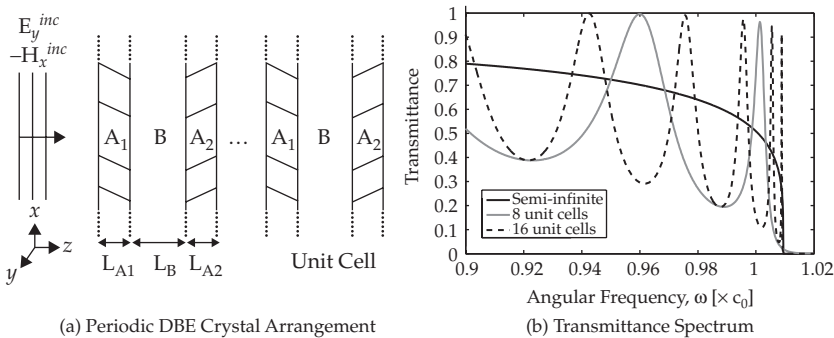 E_y^inc
–H_x^inc
A₁
B
A₂
...
A₁
B
A₂
x
z
y
L_A1
L_B
L_A2
Unit Cell
(a) Periodic DBE Crystal Arrangement
Transmittance
1
0.9
0.8
0.7
0.6
0.5
0.4
0.3
0.2
0.1
0
Semi-infinite
8 unit cells
16 unit cells
0.9
0.92
0.94
0.96
0.98
1
1.02
Angular Frequency, ω [× c₀]
(b) Transmittance Spectrum